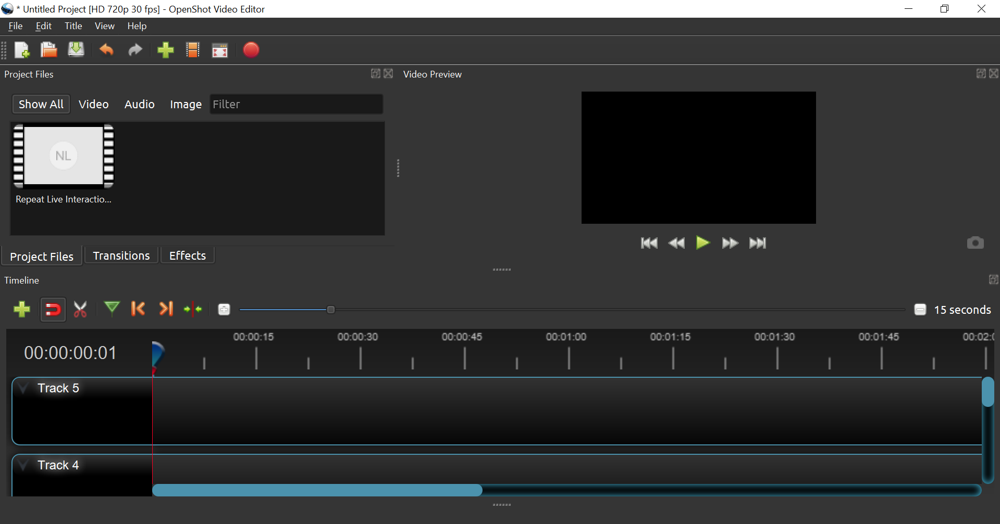 * Untitled Project [HD 720p 30 fps] - OpenShot Video Editor
File Edit Title View Help
Project Files
Video Preview
Show All Video Audio Image Filter
NL
Repeat Live Interactio...
Project Files Transitions Effects
Timeline
15 seconds
00:00:15 00:00:30 00:00:45 00:01:00 00:01:15 00:01:30 00:01:45 00:02:0
00:00:00:01
Track 5
Track 4